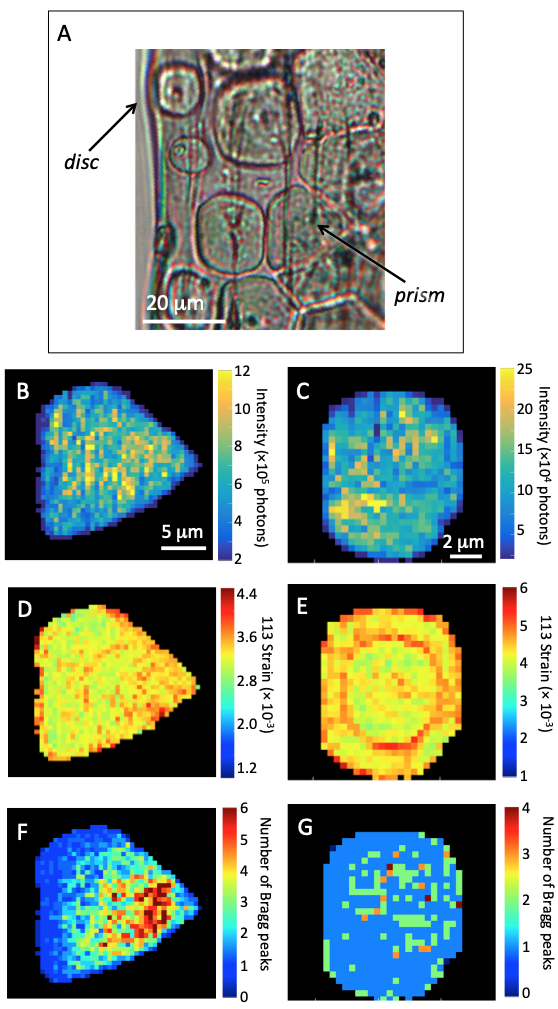 A
disc
20 µm
prism
B
5 µm
12
10
8
6
4
2
Intensity (×10⁵ photons)
C
2 µm
25
20
15
10
5
Intensity (×10⁴ photons)
D
4.4
3.6
2.8
2.0
1.2
113 Strain (× 10⁻³)
E
6
5
4
3
2
1
113 Strain (× 10⁻³)
F
6
5
4
3
2
1
0
Number of Bragg peaks
G
4
3
2
1
0
Number of Bragg peaks